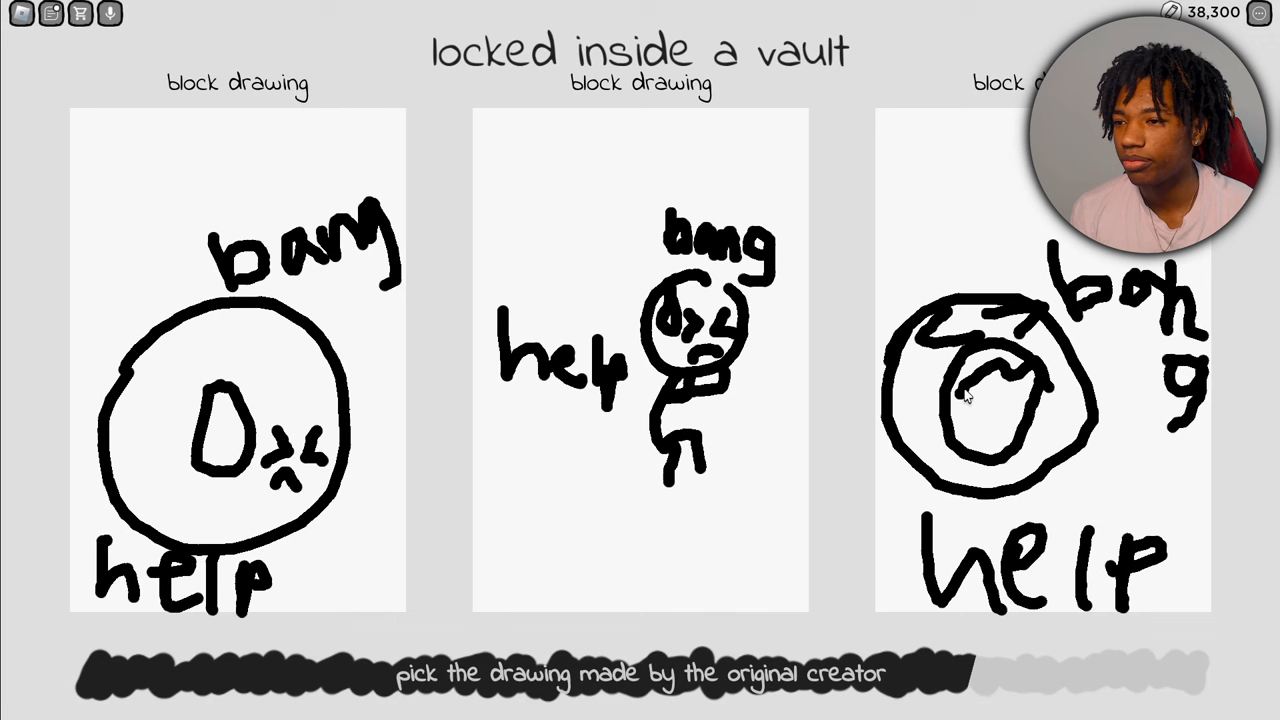 38,300
locked inside a vault
block drawing
block drawing
block d
bang
help
bang
help
bang
help
pick the drawing made by the original creator